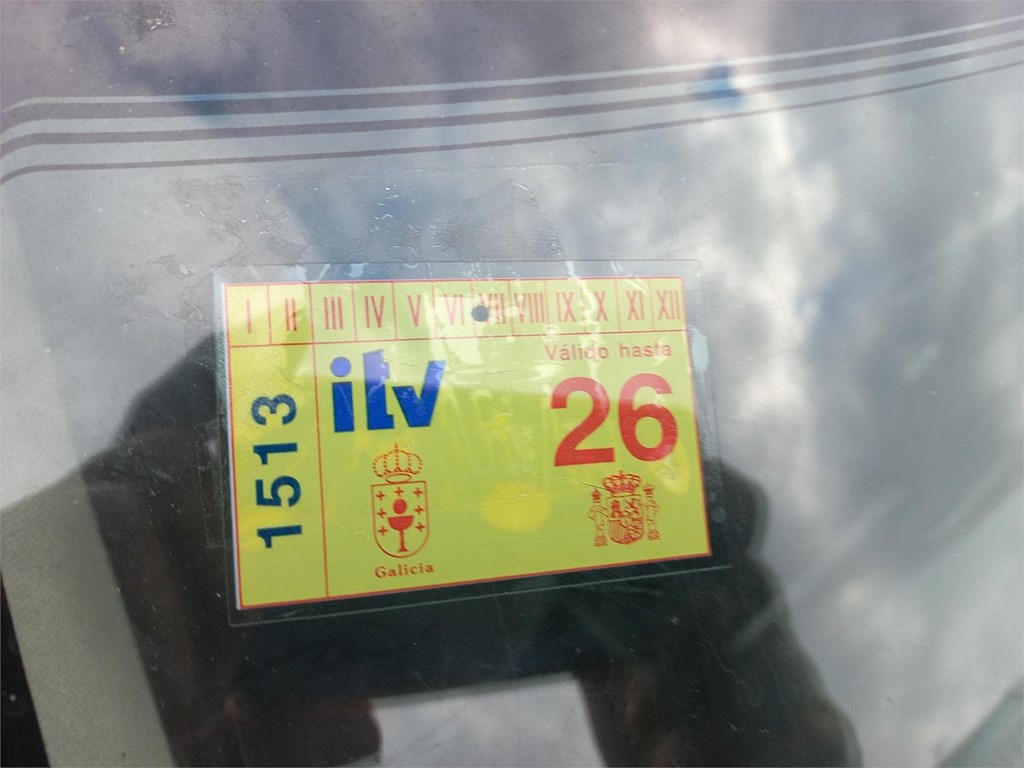 I II III IV V VI VII VIII IX X XI XII
1513
itv
Válido hasta
26
Galicia